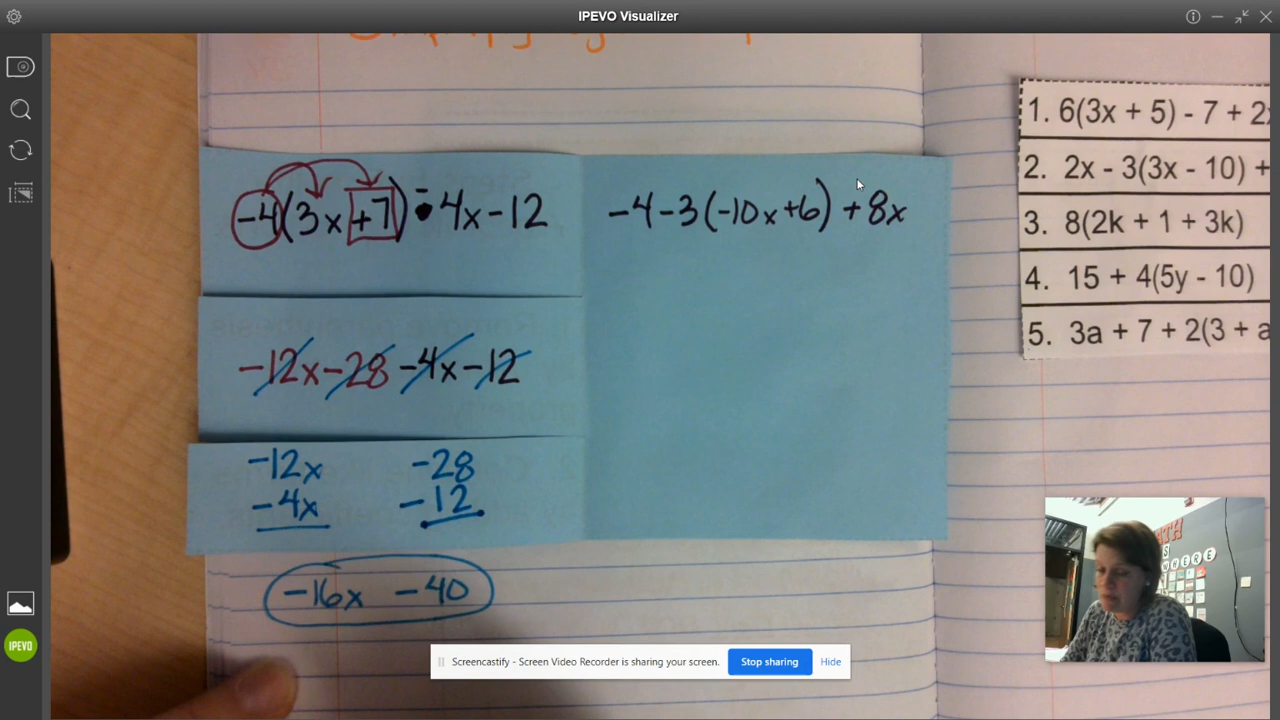 IPEVO Visualizer
-4(3x+7)-4x-12
-4-3(-10x+6)+8x
-12x-28-4x-12
-12x -28
-4x -12
-16x -40
1. 6(3x + 5) - 7 + 2
2. 2x - 3(3x - 10) +
3. 8(2k + 1 + 3k)
4. 15 + 4(5y - 10)
5. 3a + 7 + 2(3 + a
Screencastify - Screen Video Recorder is sharing your screen. Stop sharing Hide
IPEVO